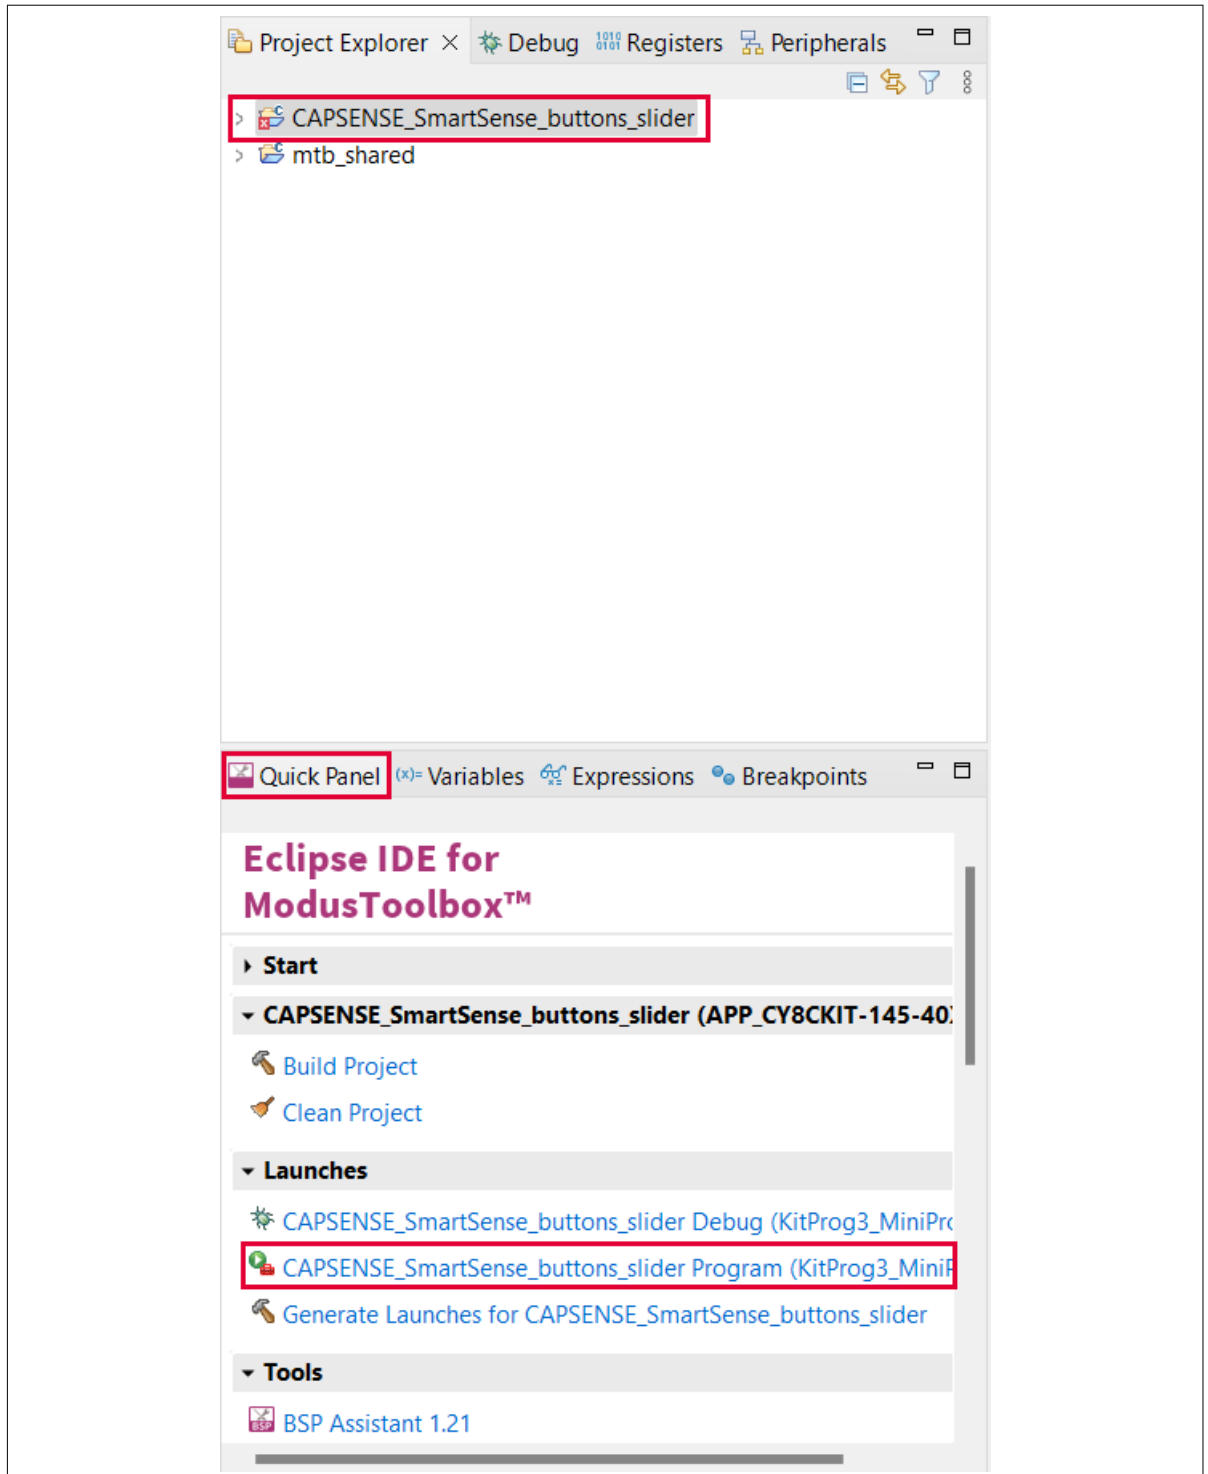 Project Explorer Debug Registers Peripherals
CAPSENSE_SmartSense_buttons_slider
mtb_shared
Quick Panel (x)= Variables Expressions Breakpoints
Eclipse IDE for
ModusToolbox™
Start
CAPSENSE_SmartSense_buttons_slider (APP_CY8CKIT-145-40
Build Project
Clean Project
Launches
CAPSENSE_SmartSense_buttons_slider Debug (KitProg3_MiniPro
CAPSENSE_SmartSense_buttons_slider Program (KitProg3_MiniP
Generate Launches for CAPSENSE_SmartSense_buttons_slider
Tools
BSP Assistant 1.21